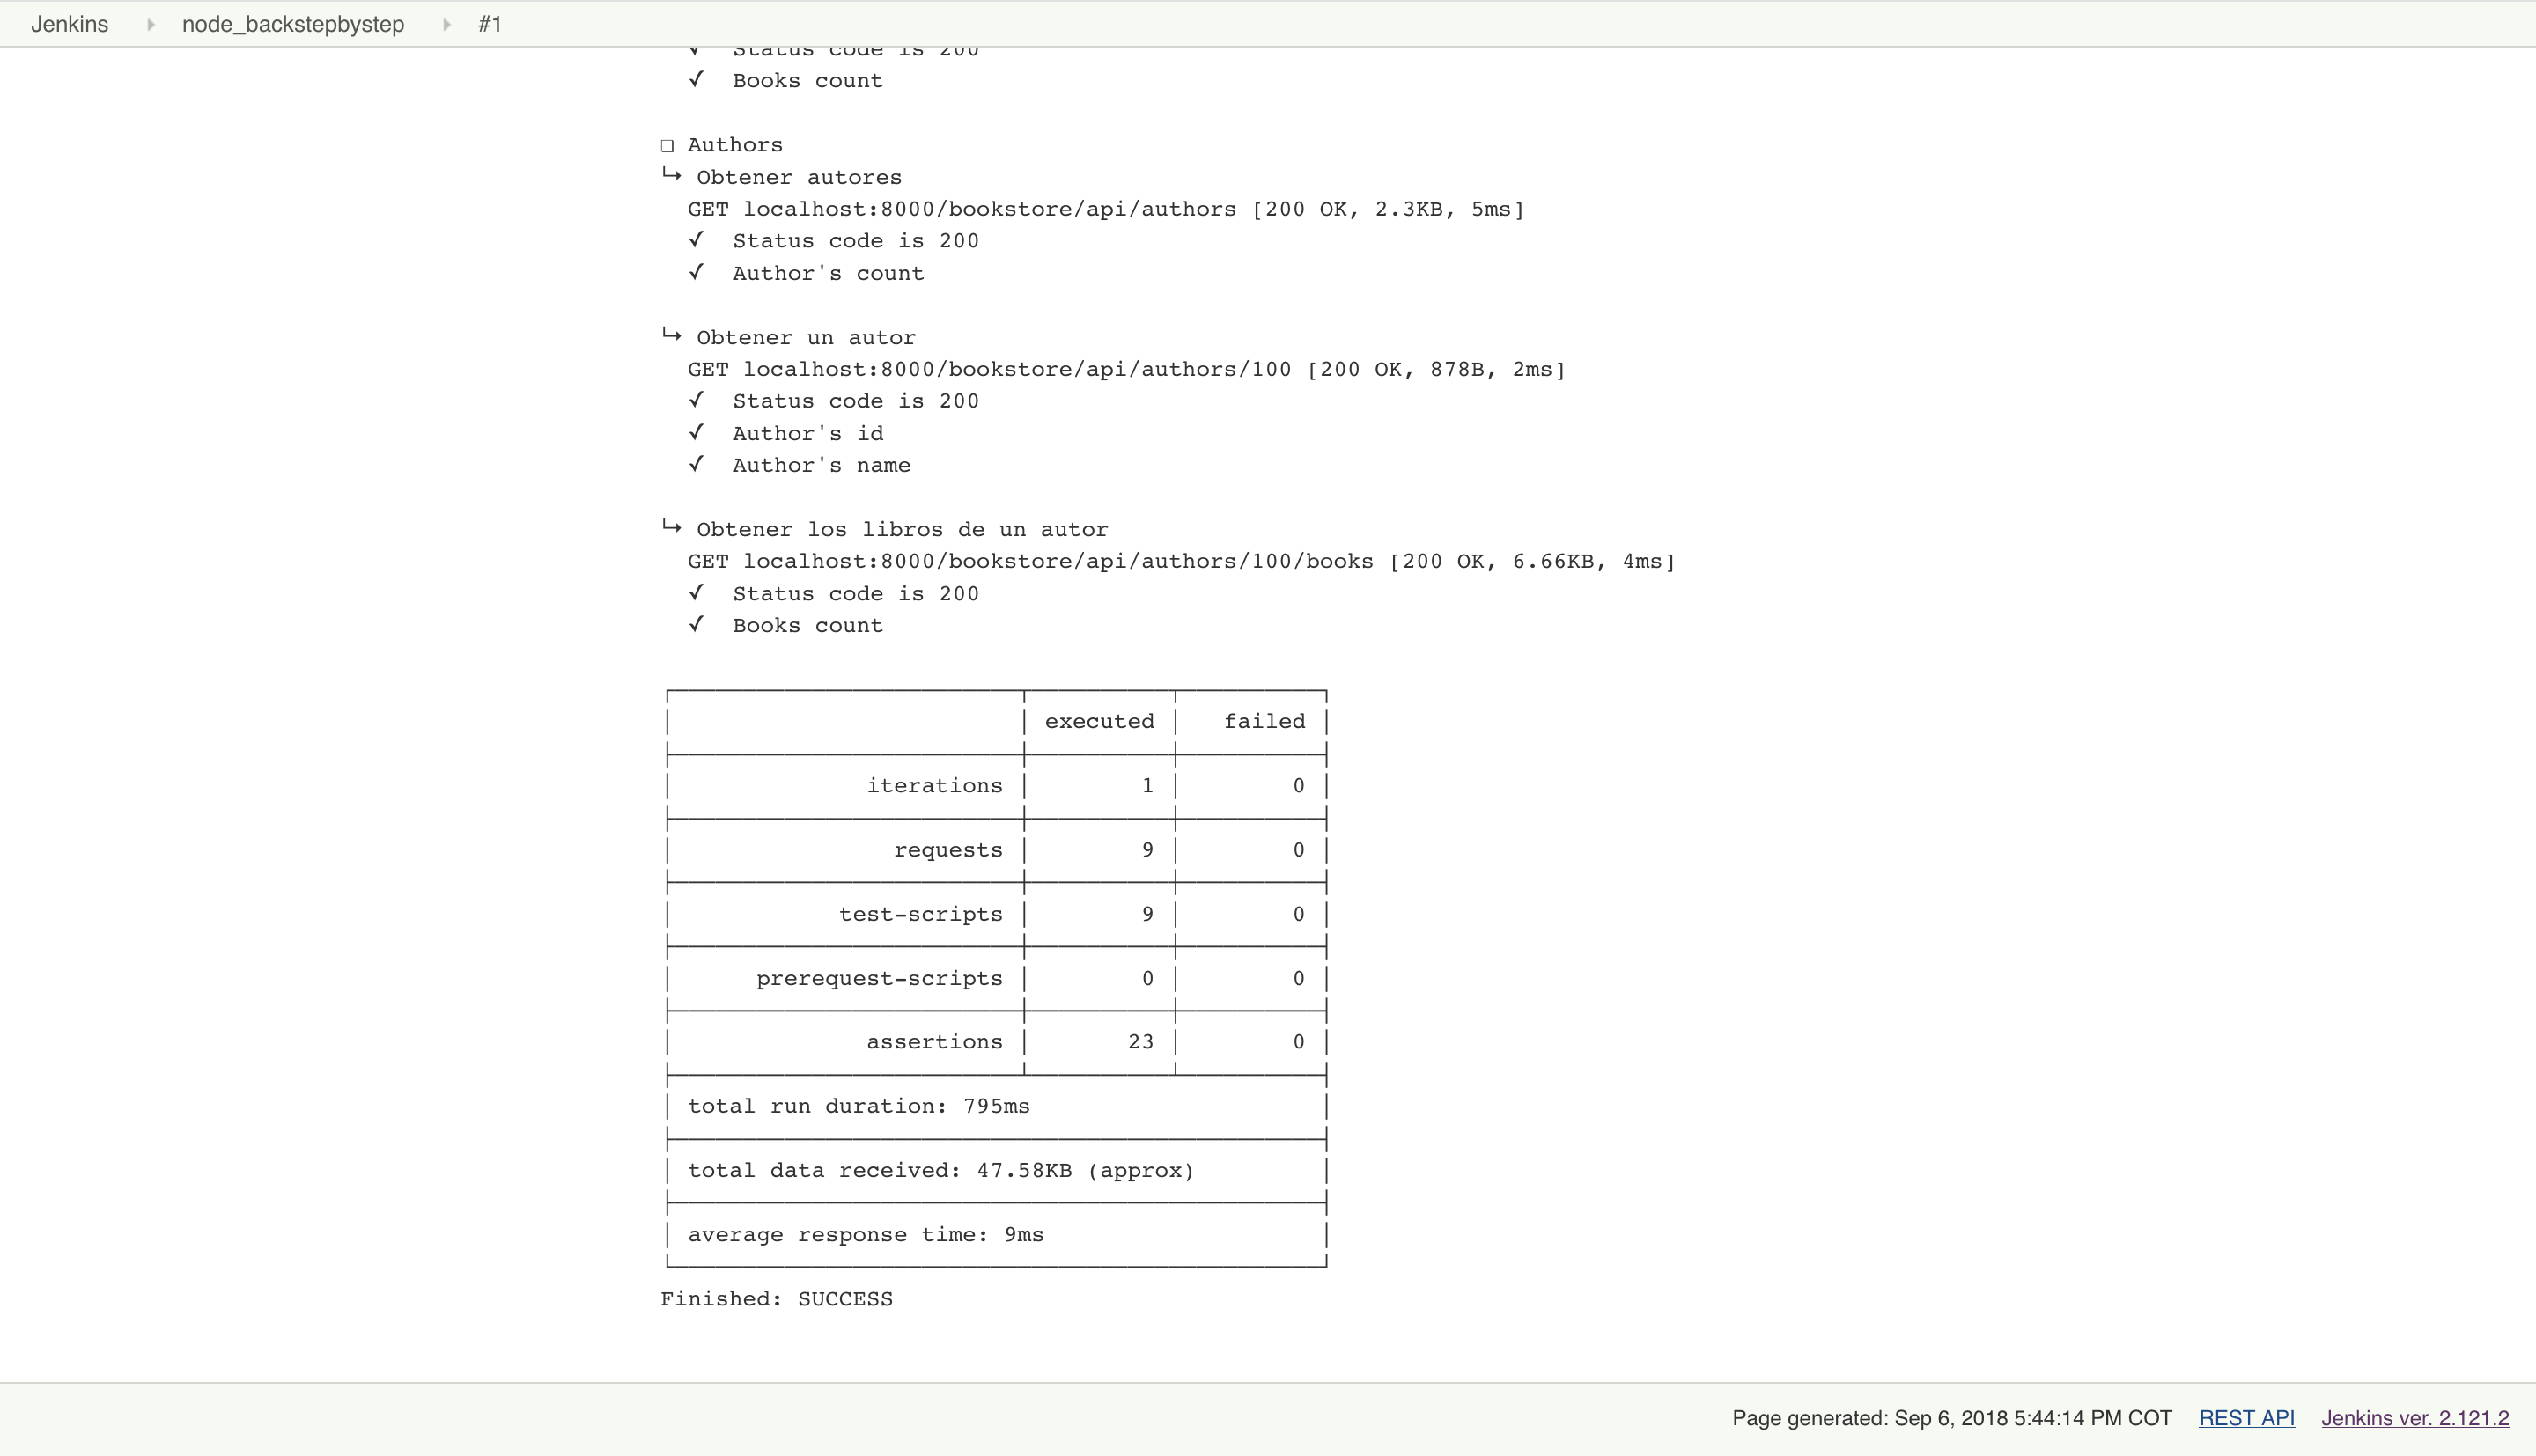 Jenkins node_backstepbystep #1
✓ Status code is 200
✓ Books count
❏ Authors
↳ Obtener autores
GET localhost:8000/bookstore/api/authors [200 OK, 2.3KB, 5ms]
✓ Status code is 200
✓ Author's count
↳ Obtener un autor
GET localhost:8000/bookstore/api/authors/100 [200 OK, 878B, 2ms]
✓ Status code is 200
✓ Author's id
✓ Author's name
↳ Obtener los libros de un autor
GET localhost:8000/bookstore/api/authors/100/books [200 OK, 6.66KB, 4ms]
✓ Status code is 200
✓ Books count
executed failed
iterations 1 0
requests 9 0
test-scripts 9 0
prerequest-scripts 0 0
assertions 23 0
total run duration: 795ms
total data received: 47.58KB (approx)
average response time: 9ms
Finished: SUCCESS
Page generated: Sep 6, 2018 5:44:14 PM COT REST API Jenkins ver. 2.121.2